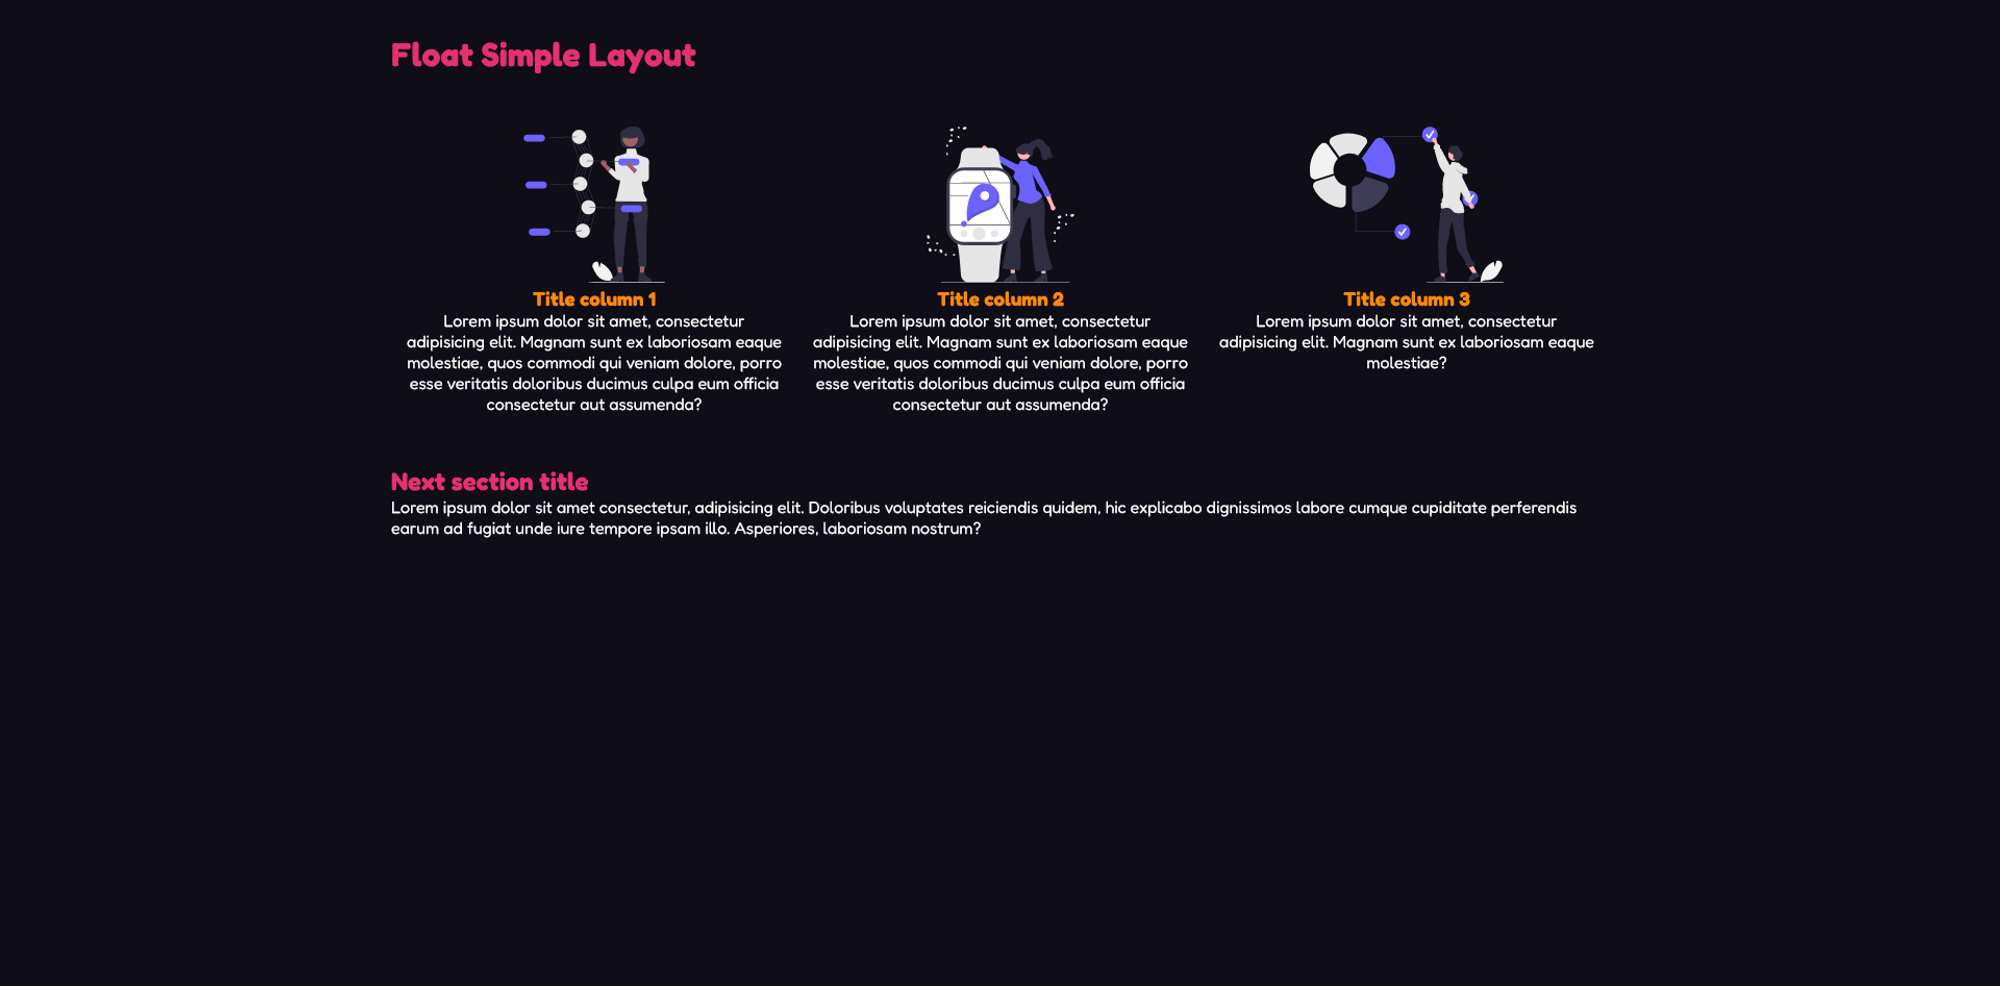 Float Simple Layout
Title column 1
Lorem ipsum dolor sit amet, consectetur
adipisicing elit. Magnam sunt ex laboriosam eaque
molestiae, quos commodi qui veniam dolore, porro
esse veritatis doloribus ducimus culpa eum officia
consectetur aut assumenda?
Title column 2
Lorem ipsum dolor sit amet, consectetur
adipisicing elit. Magnam sunt ex laboriosam eaque
molestiae, quos commodi qui veniam dolore, porro
esse veritatis doloribus ducimus culpa eum officia
consectetur aut assumenda?
Title column 3
Lorem ipsum dolor sit amet, consectetur
adipisicing elit. Magnam sunt ex laboriosam eaque
molestiae?
Next section title
Lorem ipsum dolor sit amet consectetur, adipisicing elit. Doloribus voluptates reiciendis quidem, hic explicabo dignissimos labore cumque cupiditate perferendis
earum ad fugiat unde iure tempore ipsam illo. Asperiores, laboriosam nostrum?